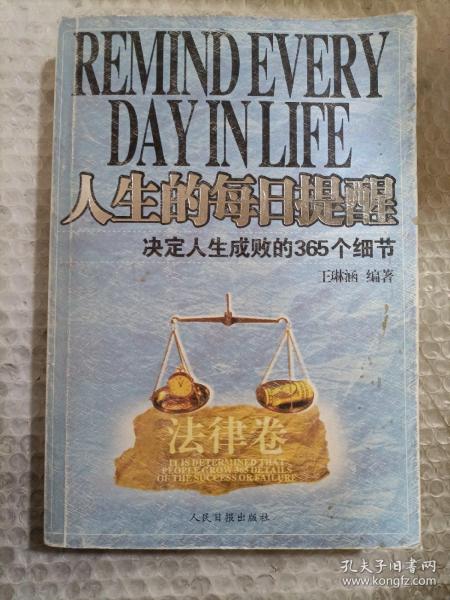 REMIND EVERY
DAY IN LIFE
人生的每日提醒
决定人生成败的365个细节
王琳涵 编著
法律卷
IT IS DETERMINED THAT
PEOPLE GROW 365 DETAILS
OF THE SUCCESS OR FAILURE
人民日报出版社
孔夫子旧书网
www.kongfz.com